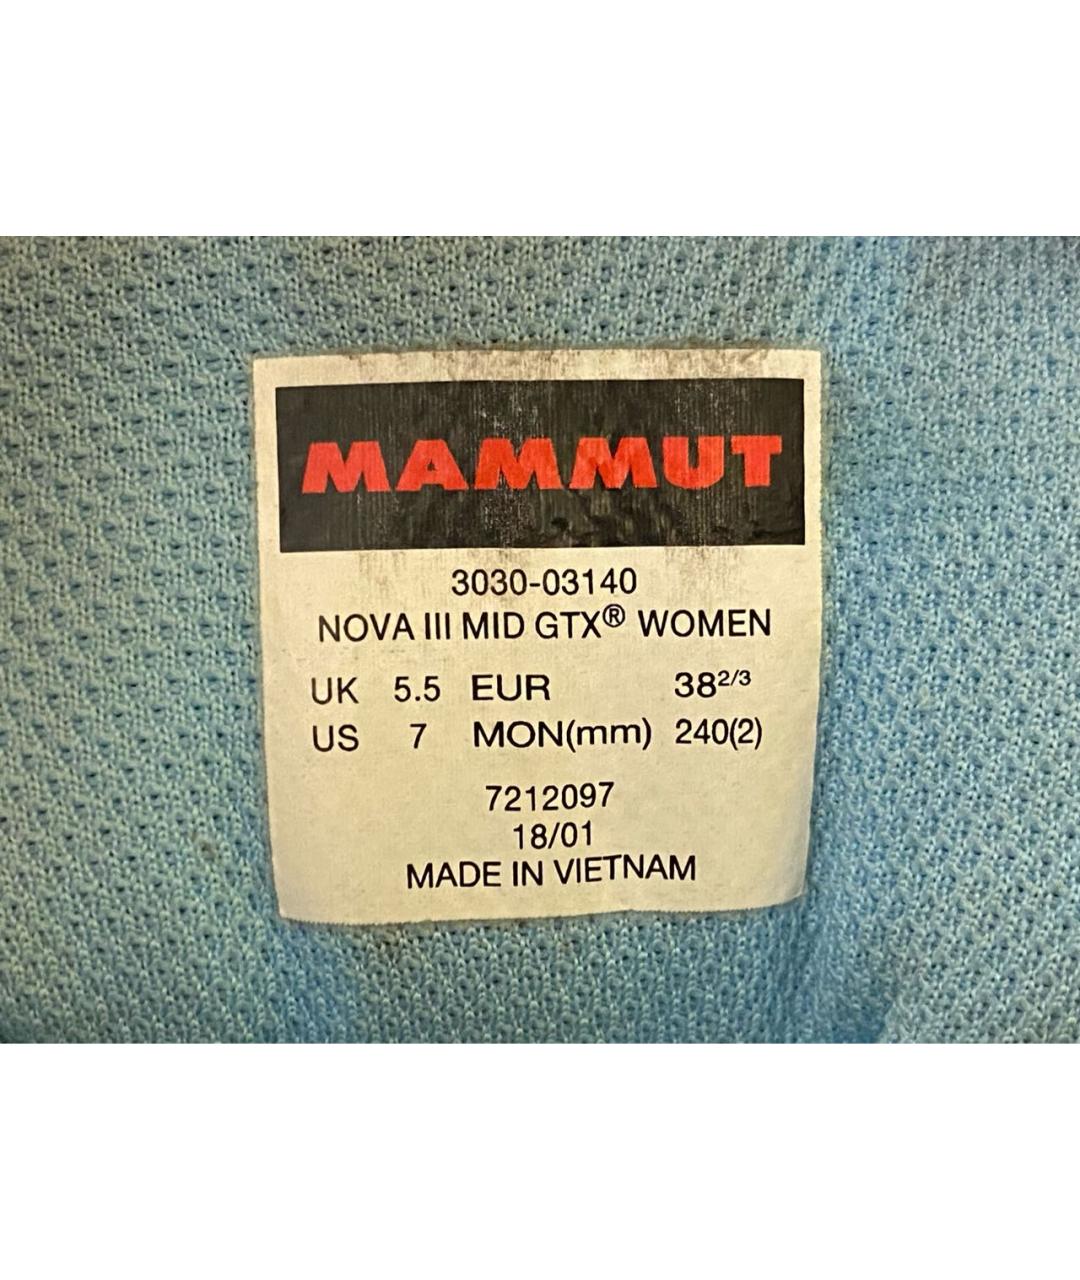 MAMMUT
3030-03140
NOVA III MID GTX® WOMEN
UK 5.5 EUR 38 2/3
US 7 MON(mm) 240(2)
7212097
18/01
MADE IN VIETNAM